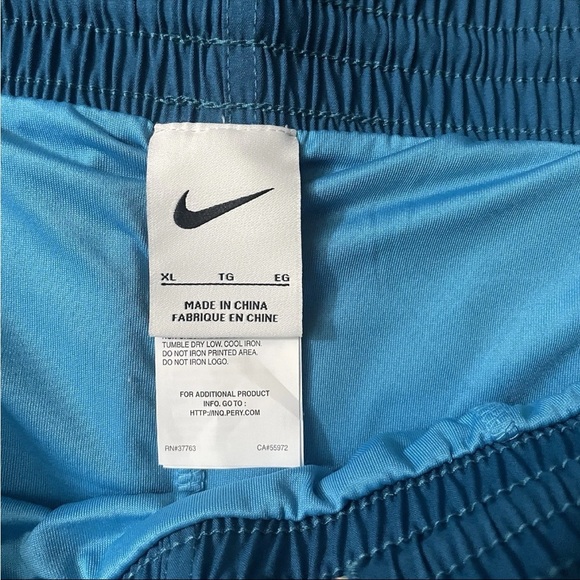 XL TG EG
MADE IN CHINA
FABRIQUE EN CHINE
TUMBLE DRY LOW, COOL IRON.
DO NOT IRON PRINTED AREA.
DO NOT IRON LOGO.
FOR ADDITIONAL PRODUCT
INFO. GO TO :
HTTP://INQ.PERY.COM
RN#37763 CA#55972